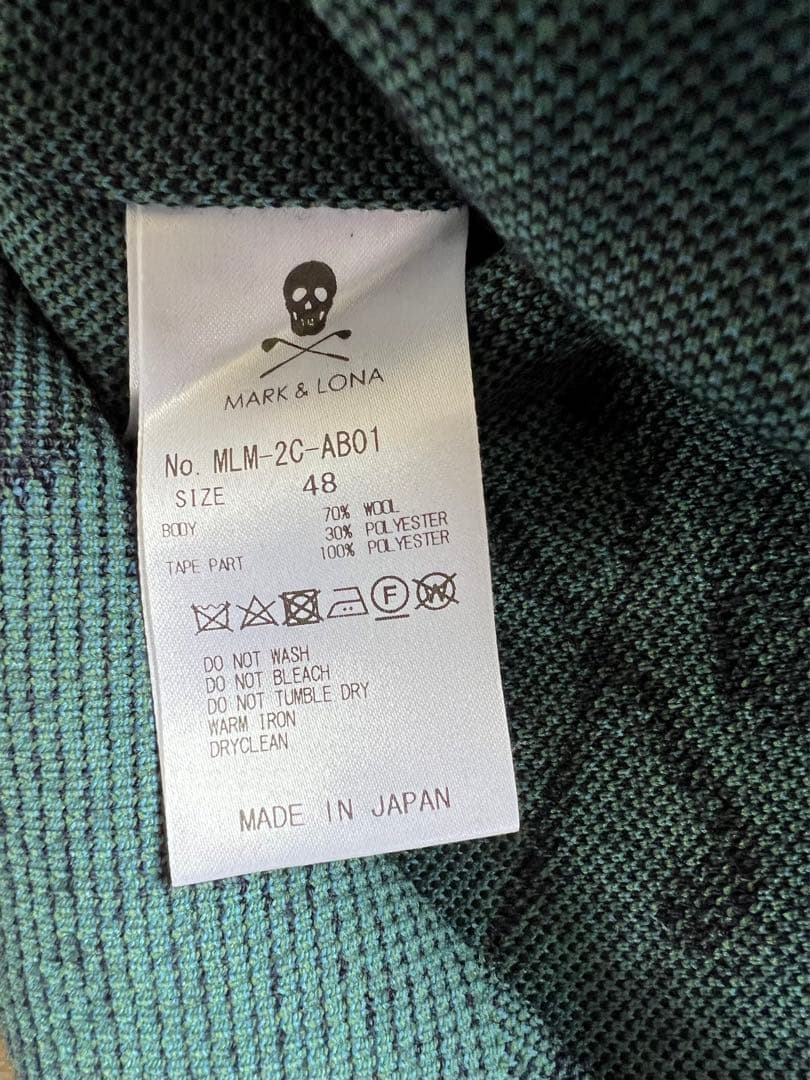 MARK & LONA
No. MLM-2C-AB01
SIZE 48
BODY 70% WOOL
30% POLYESTER
TAPE PART 100% POLYESTER
F W
DO NOT WASH
DO NOT BLEACH
DO NOT TUMBLE DRY
WARM IRON
DRYCLEAN
MADE IN JAPAN